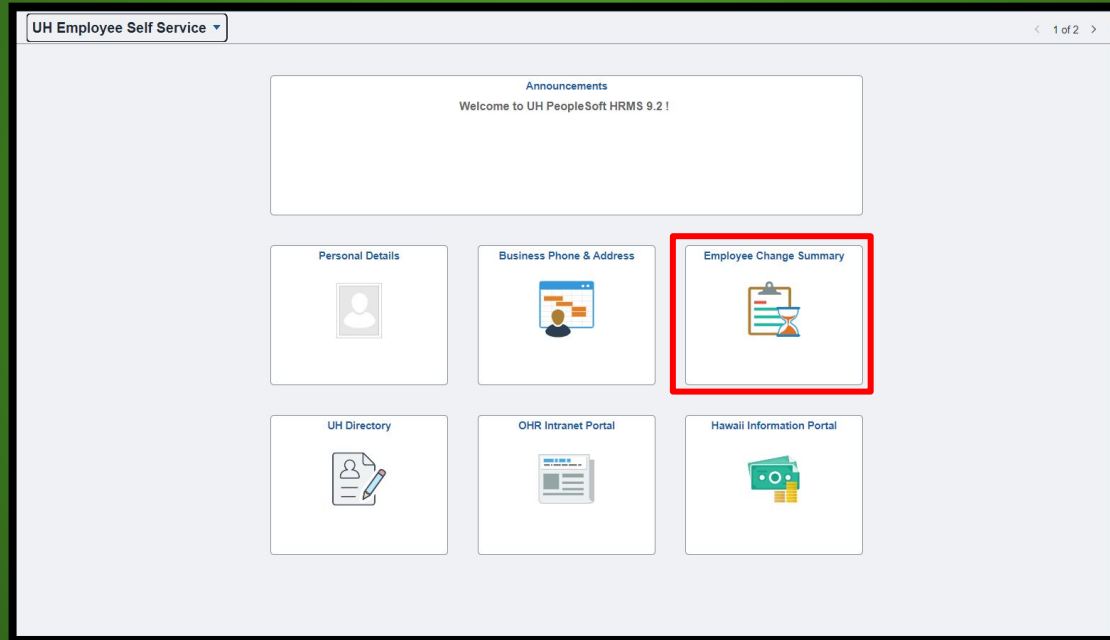 UH Employee Self Service
1 of 2
Announcements
Welcome to UH PeopleSoft HRMS 9.2 !
Personal Details
Business Phone & Address
Employee Change Summary
UH Directory
OHR Intranet Portal
Hawaii Information Portal